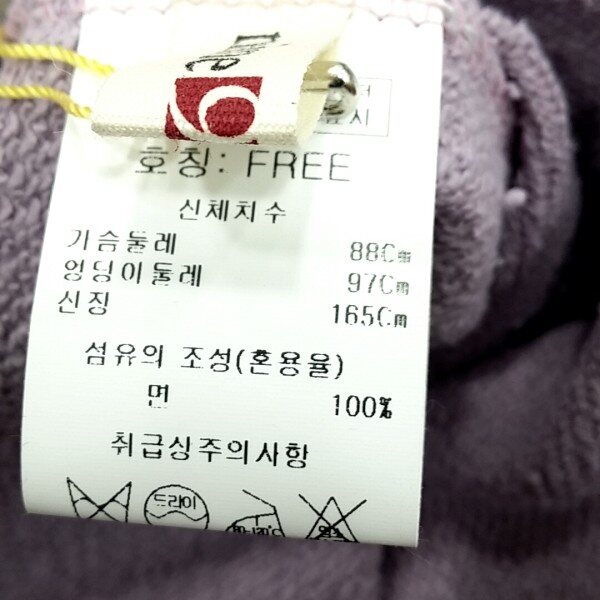 호칭: FREE
신체치수
가슴둘레 88Cm
엉덩이둘레 97Cm
신장 165Cm
섬유의 조성(혼용율)
면 100%
취급상주의사항
드라이